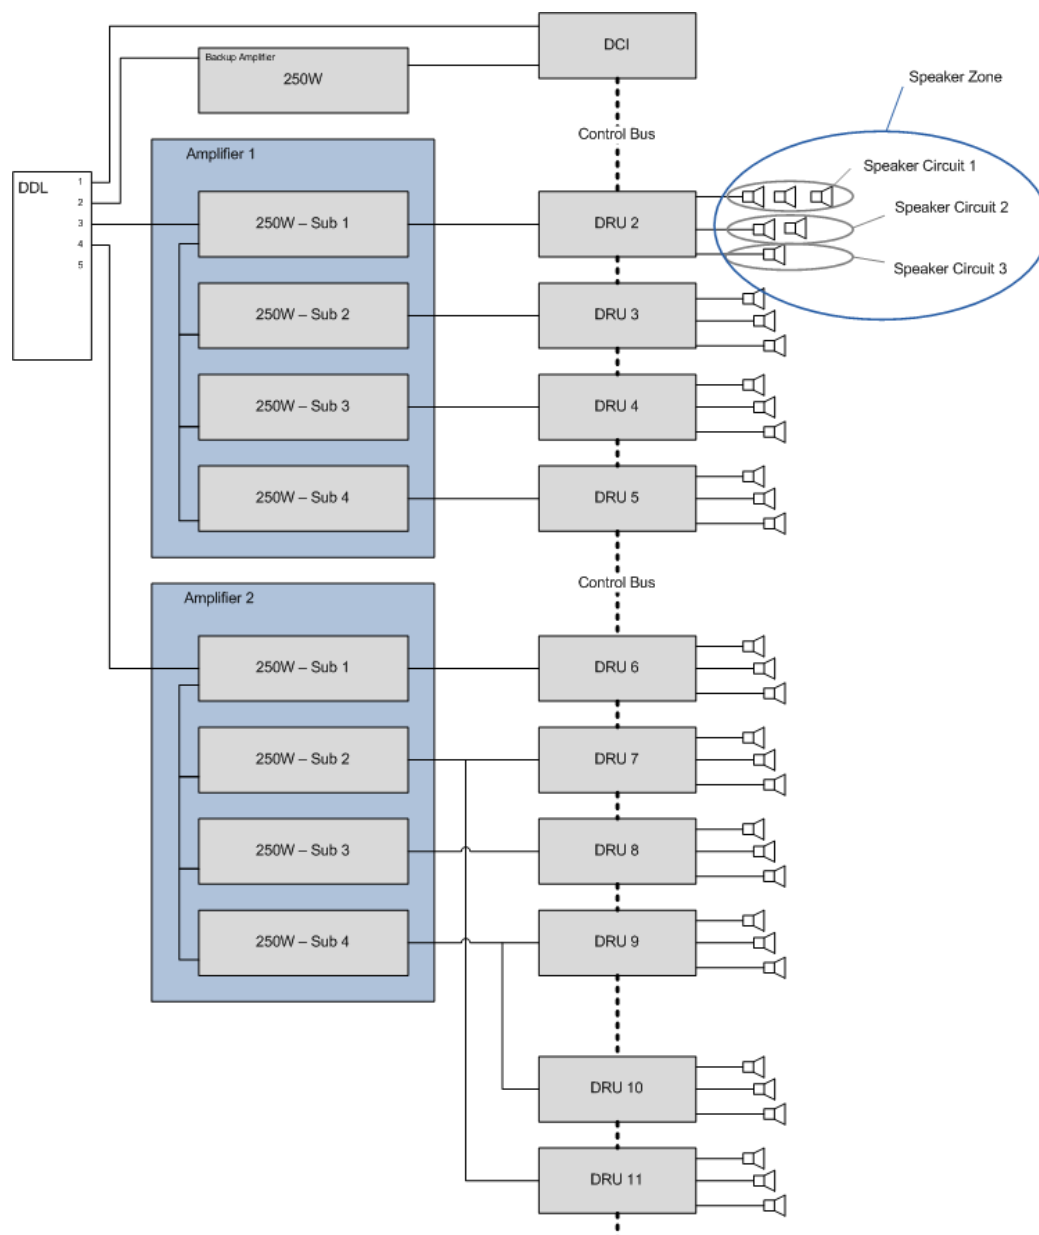 DCI
Backup Amplifier
250W
Speaker Zone
Control Bus
Amplifier 1
Speaker Circuit 1
DDL
1
2
3
4
5
250W – Sub 1
DRU 2
Speaker Circuit 2
Speaker Circuit 3
250W – Sub 2
DRU 3
250W – Sub 3
DRU 4
250W – Sub 4
DRU 5
Control Bus
Amplifier 2
250W – Sub 1
DRU 6
250W – Sub 2
DRU 7
250W – Sub 3
DRU 8
250W – Sub 4
DRU 9
DRU 10
DRU 11